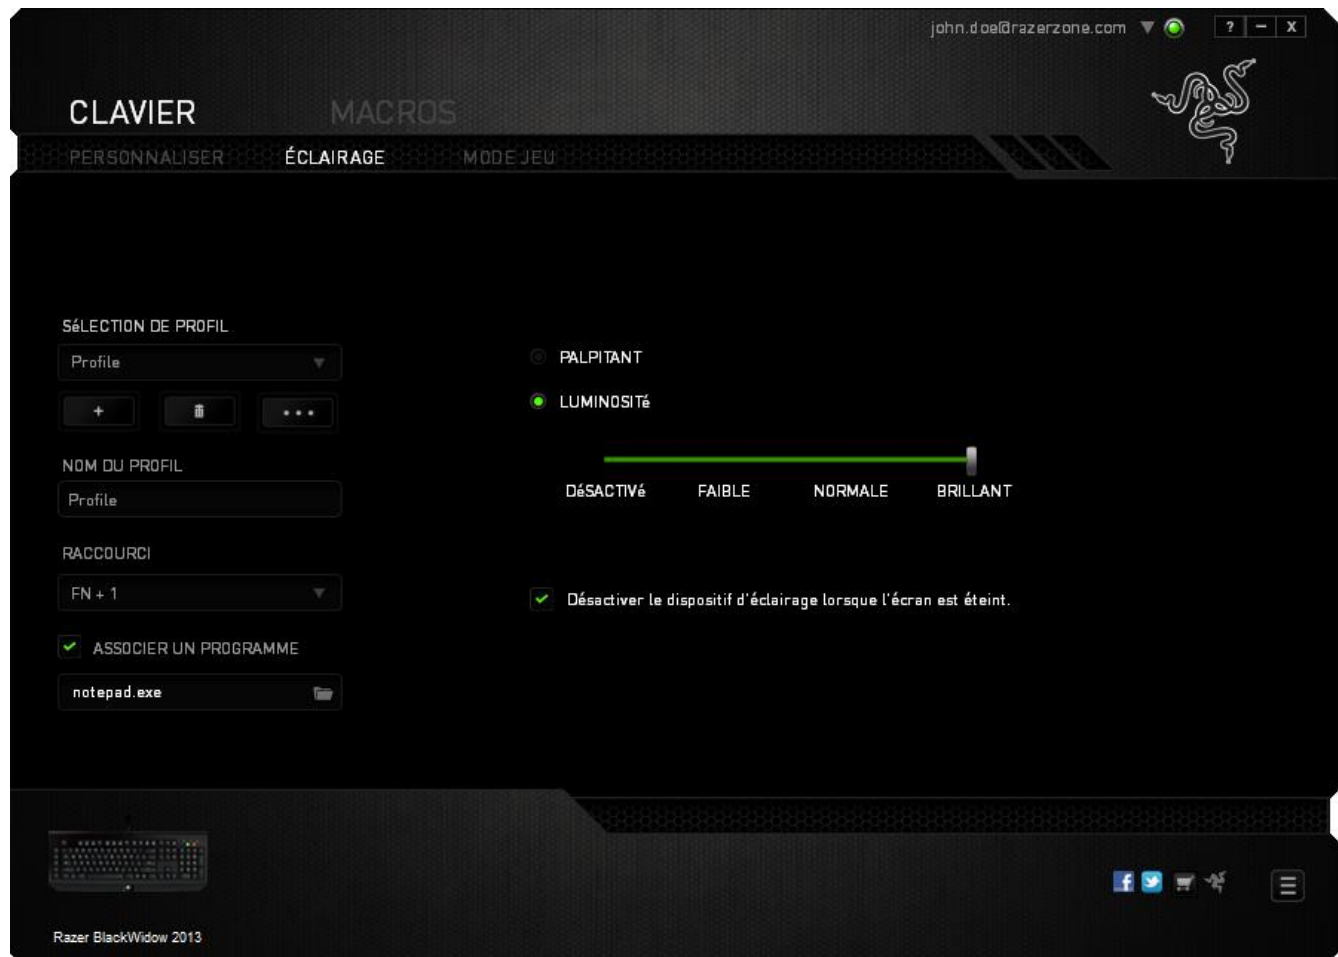 john.doe@razerzone.com
? – X
CLAVIER MACROS
PERSONNALISER ÉCLAIRAGE MODE JEU
SéLECTION DE PROFIL
Profile
+ •••
NOM DU PROFIL
Profile
RACCOURCI
FN + 1
ASSOCIER UN PROGRAMME
notepad.exe
PALPITANT
LUMINOSITé
DéSACTIVé FAIBLE NORMALE BRILLANT
Désactiver le dispositif d'éclairage lorsque l'écran est éteint.
f
Razer BlackWidow 2013